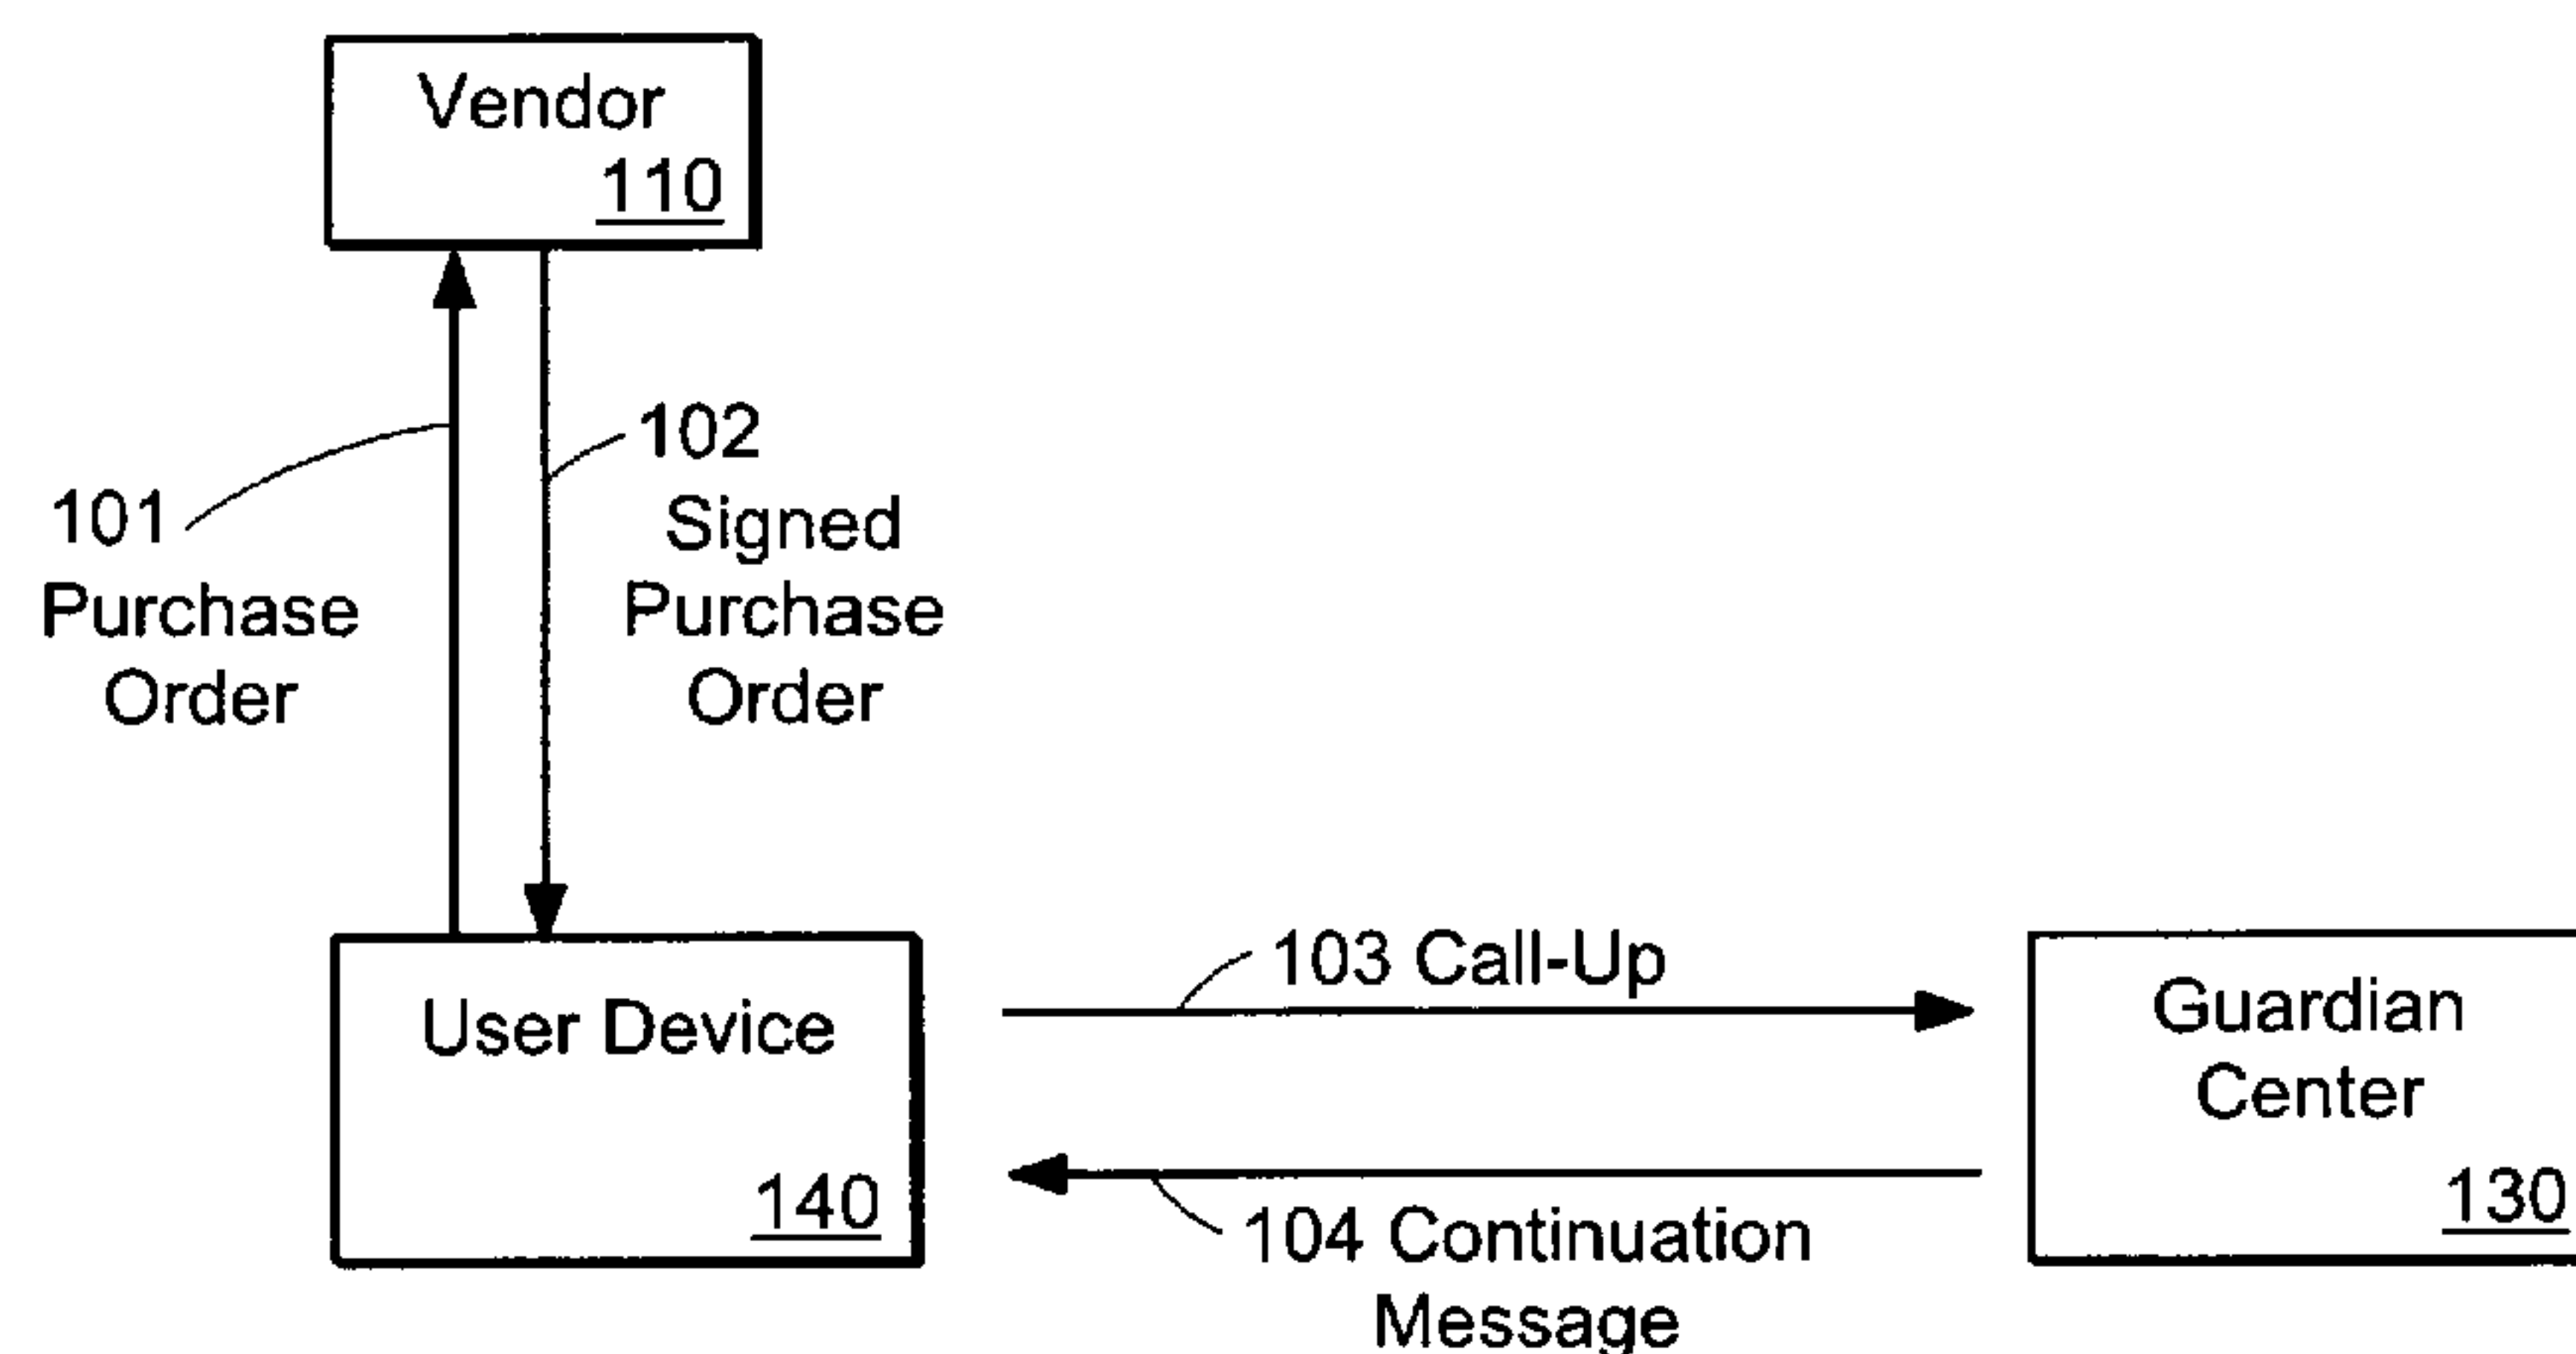 Vendor
110
102
Signed
Purchase
Order
101
Purchase
Order
User Device
140
103 Call-Up
104 Continuation
Message
Guardian
Center
130